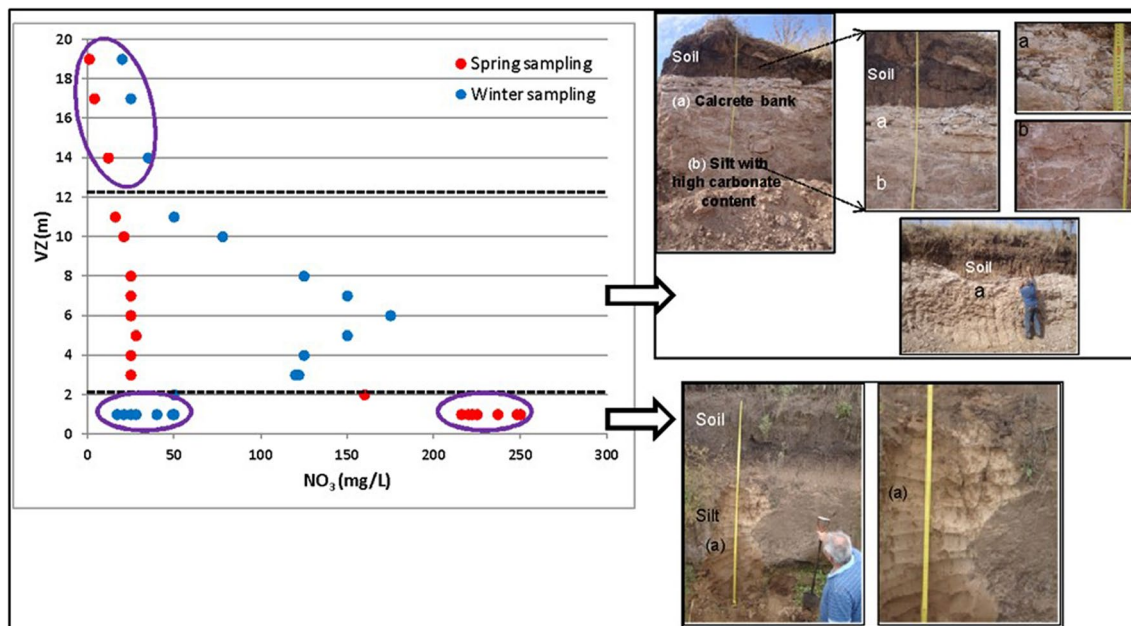 20
18
16
14
12
10
8
6
4
2
0
VZ (m)
0 50 100 150 200 250 300
NO3 (mg/L)
Spring sampling
Winter sampling
Soil
(a) Calcrete bank
(b) Silt with
high carbonate
content
Soil
a
b
a
b
Soil
a
Soil
Silt
(a)
(a)